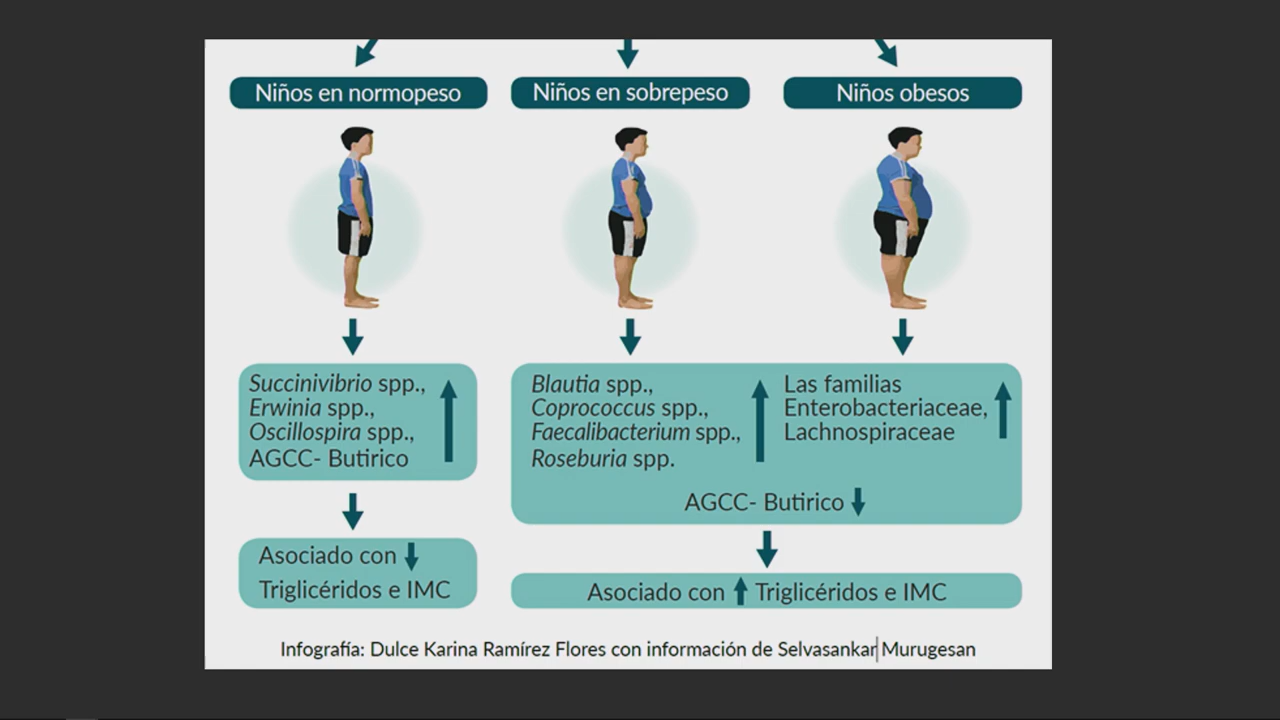 Niños en normopeso
Niños en sobrepeso
Niños obesos
Succinivibrio spp.,
Erwinia spp.,
Oscillospira spp.,
AGCC- Butirico
Blautia spp.,
Coprococcus spp.,
Faecalibacterium spp.,
Roseburia spp.
Las familias
Enterobacteriaceae,
Lachnospiraceae
AGCC- Butirico
Asociado con
Triglicéridos e IMC
Asociado con Triglicéridos e IMC
Infografía: Dulce Karina Ramírez Flores con información de Selvasankar Murugesan